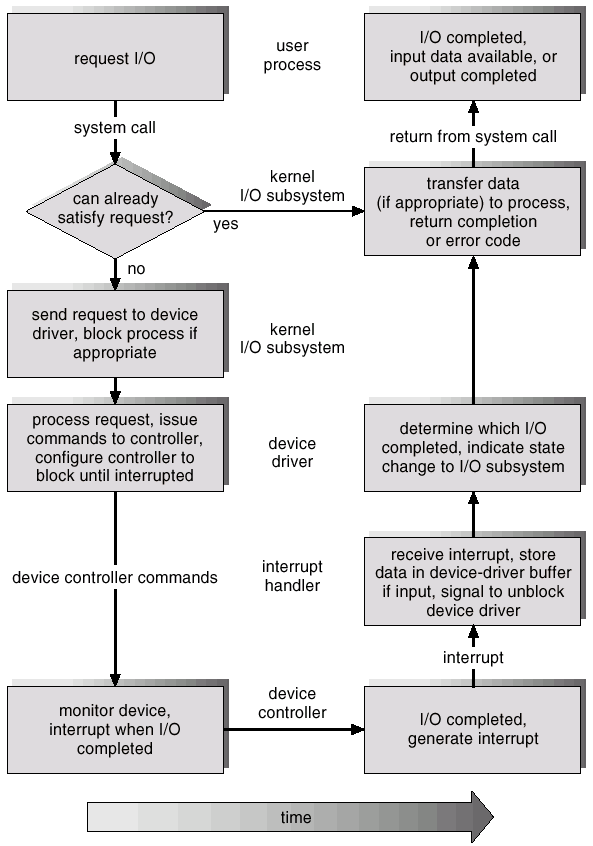 request I/O
user
process
I/O completed,
input data available, or
output completed
system call
return from system call
can already
satisfy request?
kernel
I/O subsystem
yes
transfer data
(if appropriate) to process,
return completion
or error code
no
send request to device
driver, block process if
appropriate
kernel
I/O subsystem
process request, issue
commands to controller,
configure controller to
block until interrupted
device
driver
determine which I/O
completed, indicate state
change to I/O subsystem
device controller commands
interrupt
handler
receive interrupt, store
data in device-driver buffer
if input, signal to unblock
device driver
interrupt
monitor device,
interrupt when I/O
completed
device
controller
I/O completed,
generate interrupt
time